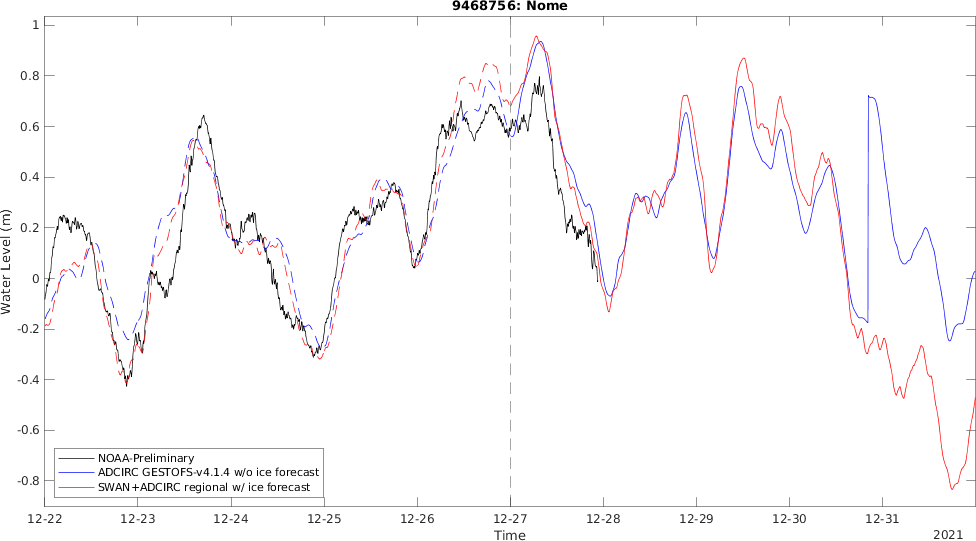 9468756: Nome
1
0.8
0.6
0.4
0.2
0
-0.2
-0.4
-0.6
-0.8
Water Level (m)
NOAA-Preliminary
ADCIRC GESTOFS-v4.1.4 w/o ice forecast
SWAN+ADCIRC regional w/ ice forecast
12-22 12-23 12-24 12-25 12-26 12-27 12-28 12-29 12-30 12-31
Time
2021